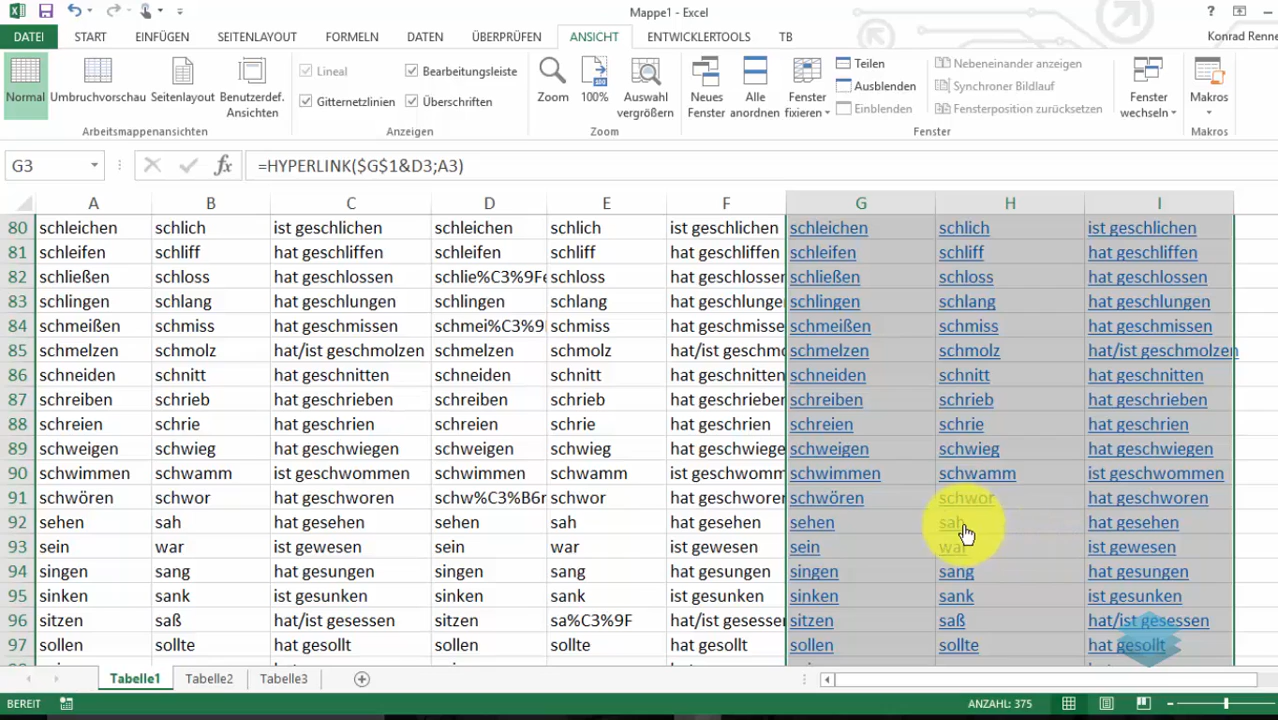 Mappe1 - Excel
?
DATEI START EINFÜGEN SEITENLAYOUT FORMELN DATEN ÜBERPRÜFEN ANSICHT ENTWICKLERTOOLS TB Konrad Renne
Normal Umbruchvorschau Seitenlayout Benutzerdef. Ansichten
Arbeitsmappenansichten
Lineal Bearbeitungsleiste
Gitternetzlinien Überschriften
Anzeigen
Zoom 100% Auswahl vergrößern
Zoom
Neues Fenster Alle anordnen Fenster fixieren
Teilen
Ausblenden
Einblenden
Nebeneinander anzeigen
Synchroner Bildlauf
Fensterposition zurücksetzen
Fenster wechseln
Fenster
Makros
Makros
G3 fx =HYPERLINK($G$1&D3;A3)
A B C D E F G H I
80 schleichen schlich ist geschlichen schleichen schlich ist geschlichen schleichen schlich ist geschlichen
81 schleifen schliff hat geschliffen schleifen schliff hat geschliffen schleifen schliff hat geschliffen
82 schließen schloss hat geschlossen schlie%C3%9Fe schloss hat geschlossen schließen schloss hat geschlossen
83 schlingen schlang hat geschlungen schlingen schlang hat geschlunge schlingen schlang hat geschlungen
84 schmeißen schmiss hat geschmissen schmei%C3%9 schmiss hat geschmisse schmeißen schmiss hat geschmissen
85 schmelzen schmolz hat/ist geschmolzen schmelzen schmolz hat/ist geschmo schmelzen schmolz hat/ist geschmolzen
86 schneiden schnitt hat geschnitten schneiden schnitt hat geschnitten schneiden schnitt hat geschnitten
87 schreiben schrieb hat geschrieben schreiben schrieb hat geschrieben schreiben schrieb hat geschrieben
88 schreien schrie hat geschrien schreien schrie hat geschrien schreien schrie hat geschrien
89 schweigen schwieg hat geschwiegen schweigen schwieg hat geschwiege schweigen schwieg hat geschwiegen
90 schwimmen schwamm ist geschwommen schwimmen schwamm ist geschwomm schwimmen schwamm ist geschwommen
91 schwören schwor hat geschworen schw%C3%B6r schwor hat geschworen schwören schwor hat geschworen
92 sehen sah hat gesehen sehen sah hat gesehen sehen sah hat gesehen
93 sein war ist gewesen sein war ist gewesen sein war ist gewesen
94 singen sang hat gesungen singen sang hat gesungen singen sang hat gesungen
95 sinken sank ist gesunken sinken sank ist gesunken sinken sank ist gesunken
96 sitzen saß hat/ist gesessen sitzen sa%C3%9F hat/ist gesessen sitzen saß hat/ist gesessen
97 sollen sollte hat gesollt sollen sollte hat gesollt sollen sollte hat gesollt
Tabelle1 Tabelle2 Tabelle3
BEREIT ANZAHL: 375